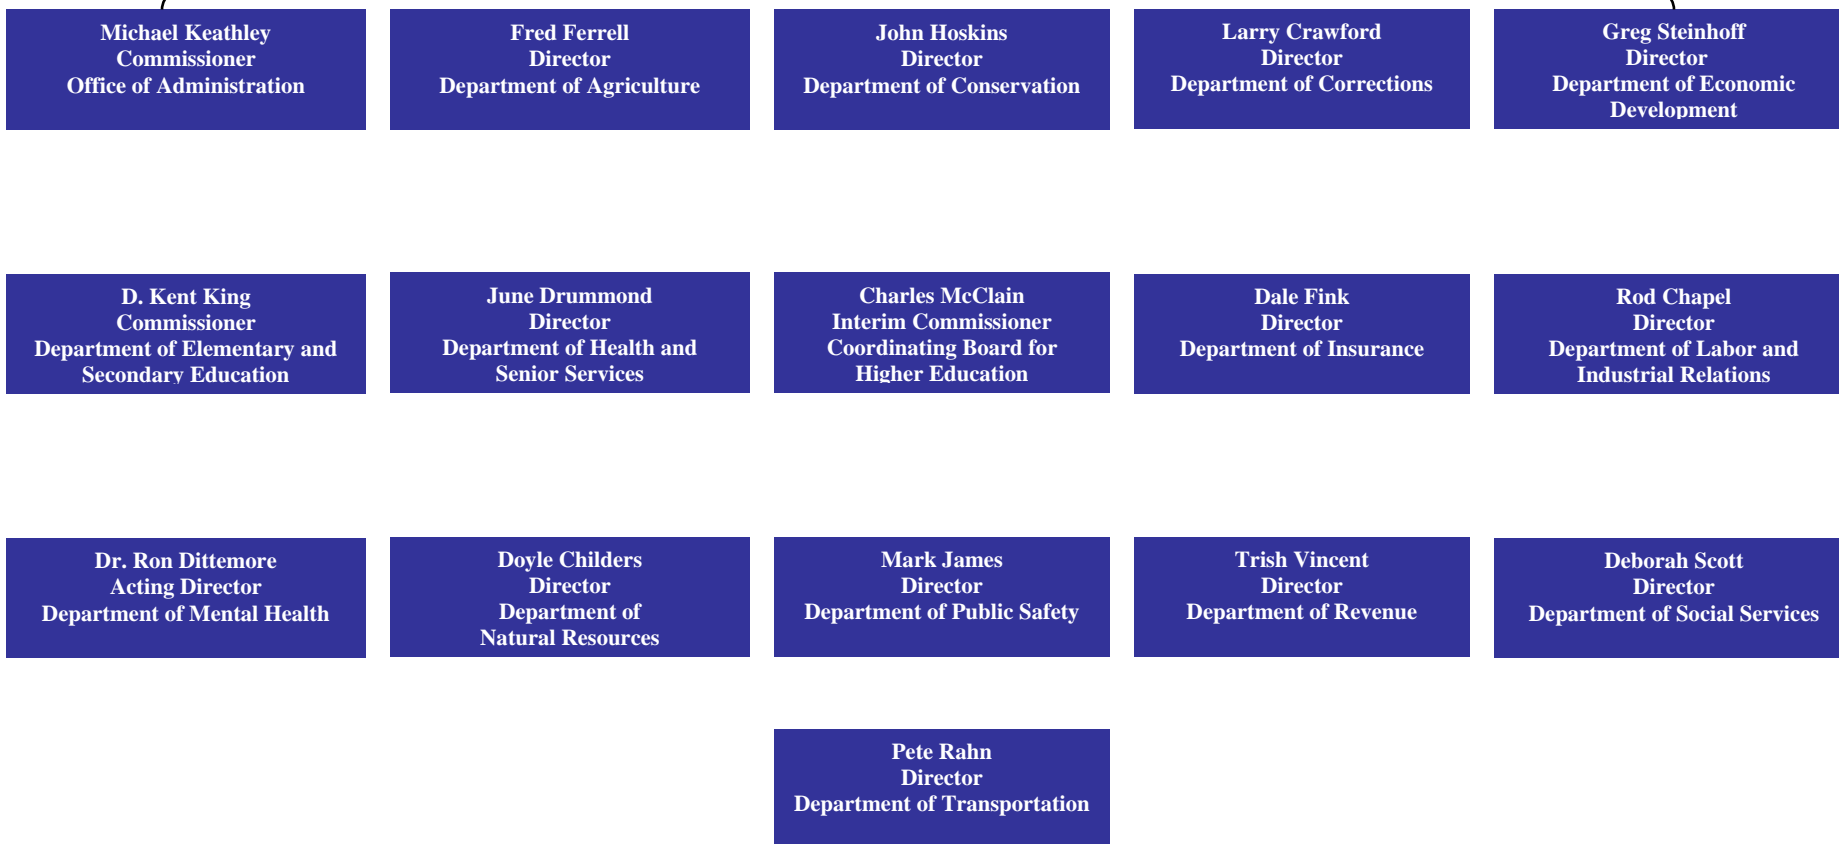 Michael Keathley
Commissioner
Office of Administration
Fred Ferrell
Director
Department of Agriculture
John Hoskins
Director
Department of Conservation
Larry Crawford
Director
Department of Corrections
Greg Steinhoff
Director
Department of Economic
Development
D. Kent King
Commissioner
Department of Elementary and
Secondary Education
June Drummond
Director
Department of Health and
Senior Services
Charles McClain
Interim Commissioner
Coordinating Board for
Higher Education
Dale Fink
Director
Department of Insurance
Rod Chapel
Director
Department of Labor and
Industrial Relations
Dr. Ron Dittemore
Acting Director
Department of Mental Health
Doyle Childers
Director
Department of
Natural Resources
Mark James
Director
Department of Public Safety
Trish Vincent
Director
Department of Revenue
Deborah Scott
Director
Department of Social Services
Pete Rahn
Director
Department of Transportation